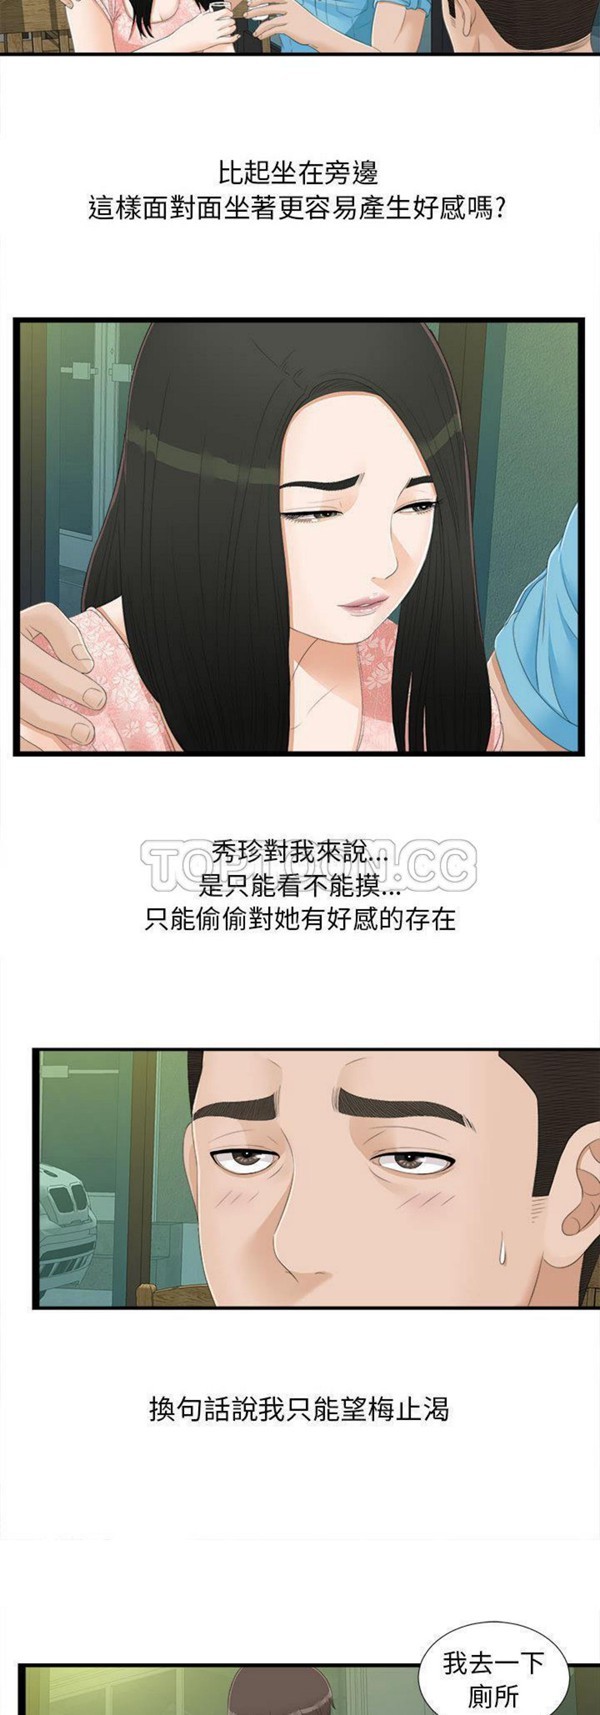 比起坐在旁邊
這樣面對面坐著更容易產生好感嗎?
秀珍對我來說...
是只能看不能摸...
只能偷偷對她有好感的存在
TOPTOON.CC
換句話說我只能望梅止渴
我去一下
廁所